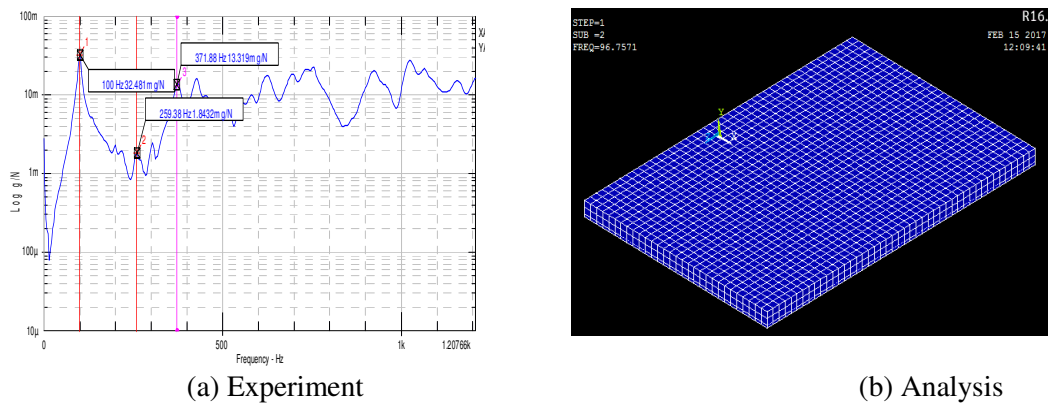 100m
10m
1m
100µ
10µ
Log g/N
1
100 Hz 32.481m g/N
371.88 Hz 13.319m g/N
3
259.38 Hz 1.8432m g/N
2
0
500
1k
1.20766k
Frequency - Hz
(a) Experiment
STEP=1
SUB =2
FREQ=96.7571
R16.
FEB 15 2017
12:09:41
Y
X
(b) Analysis